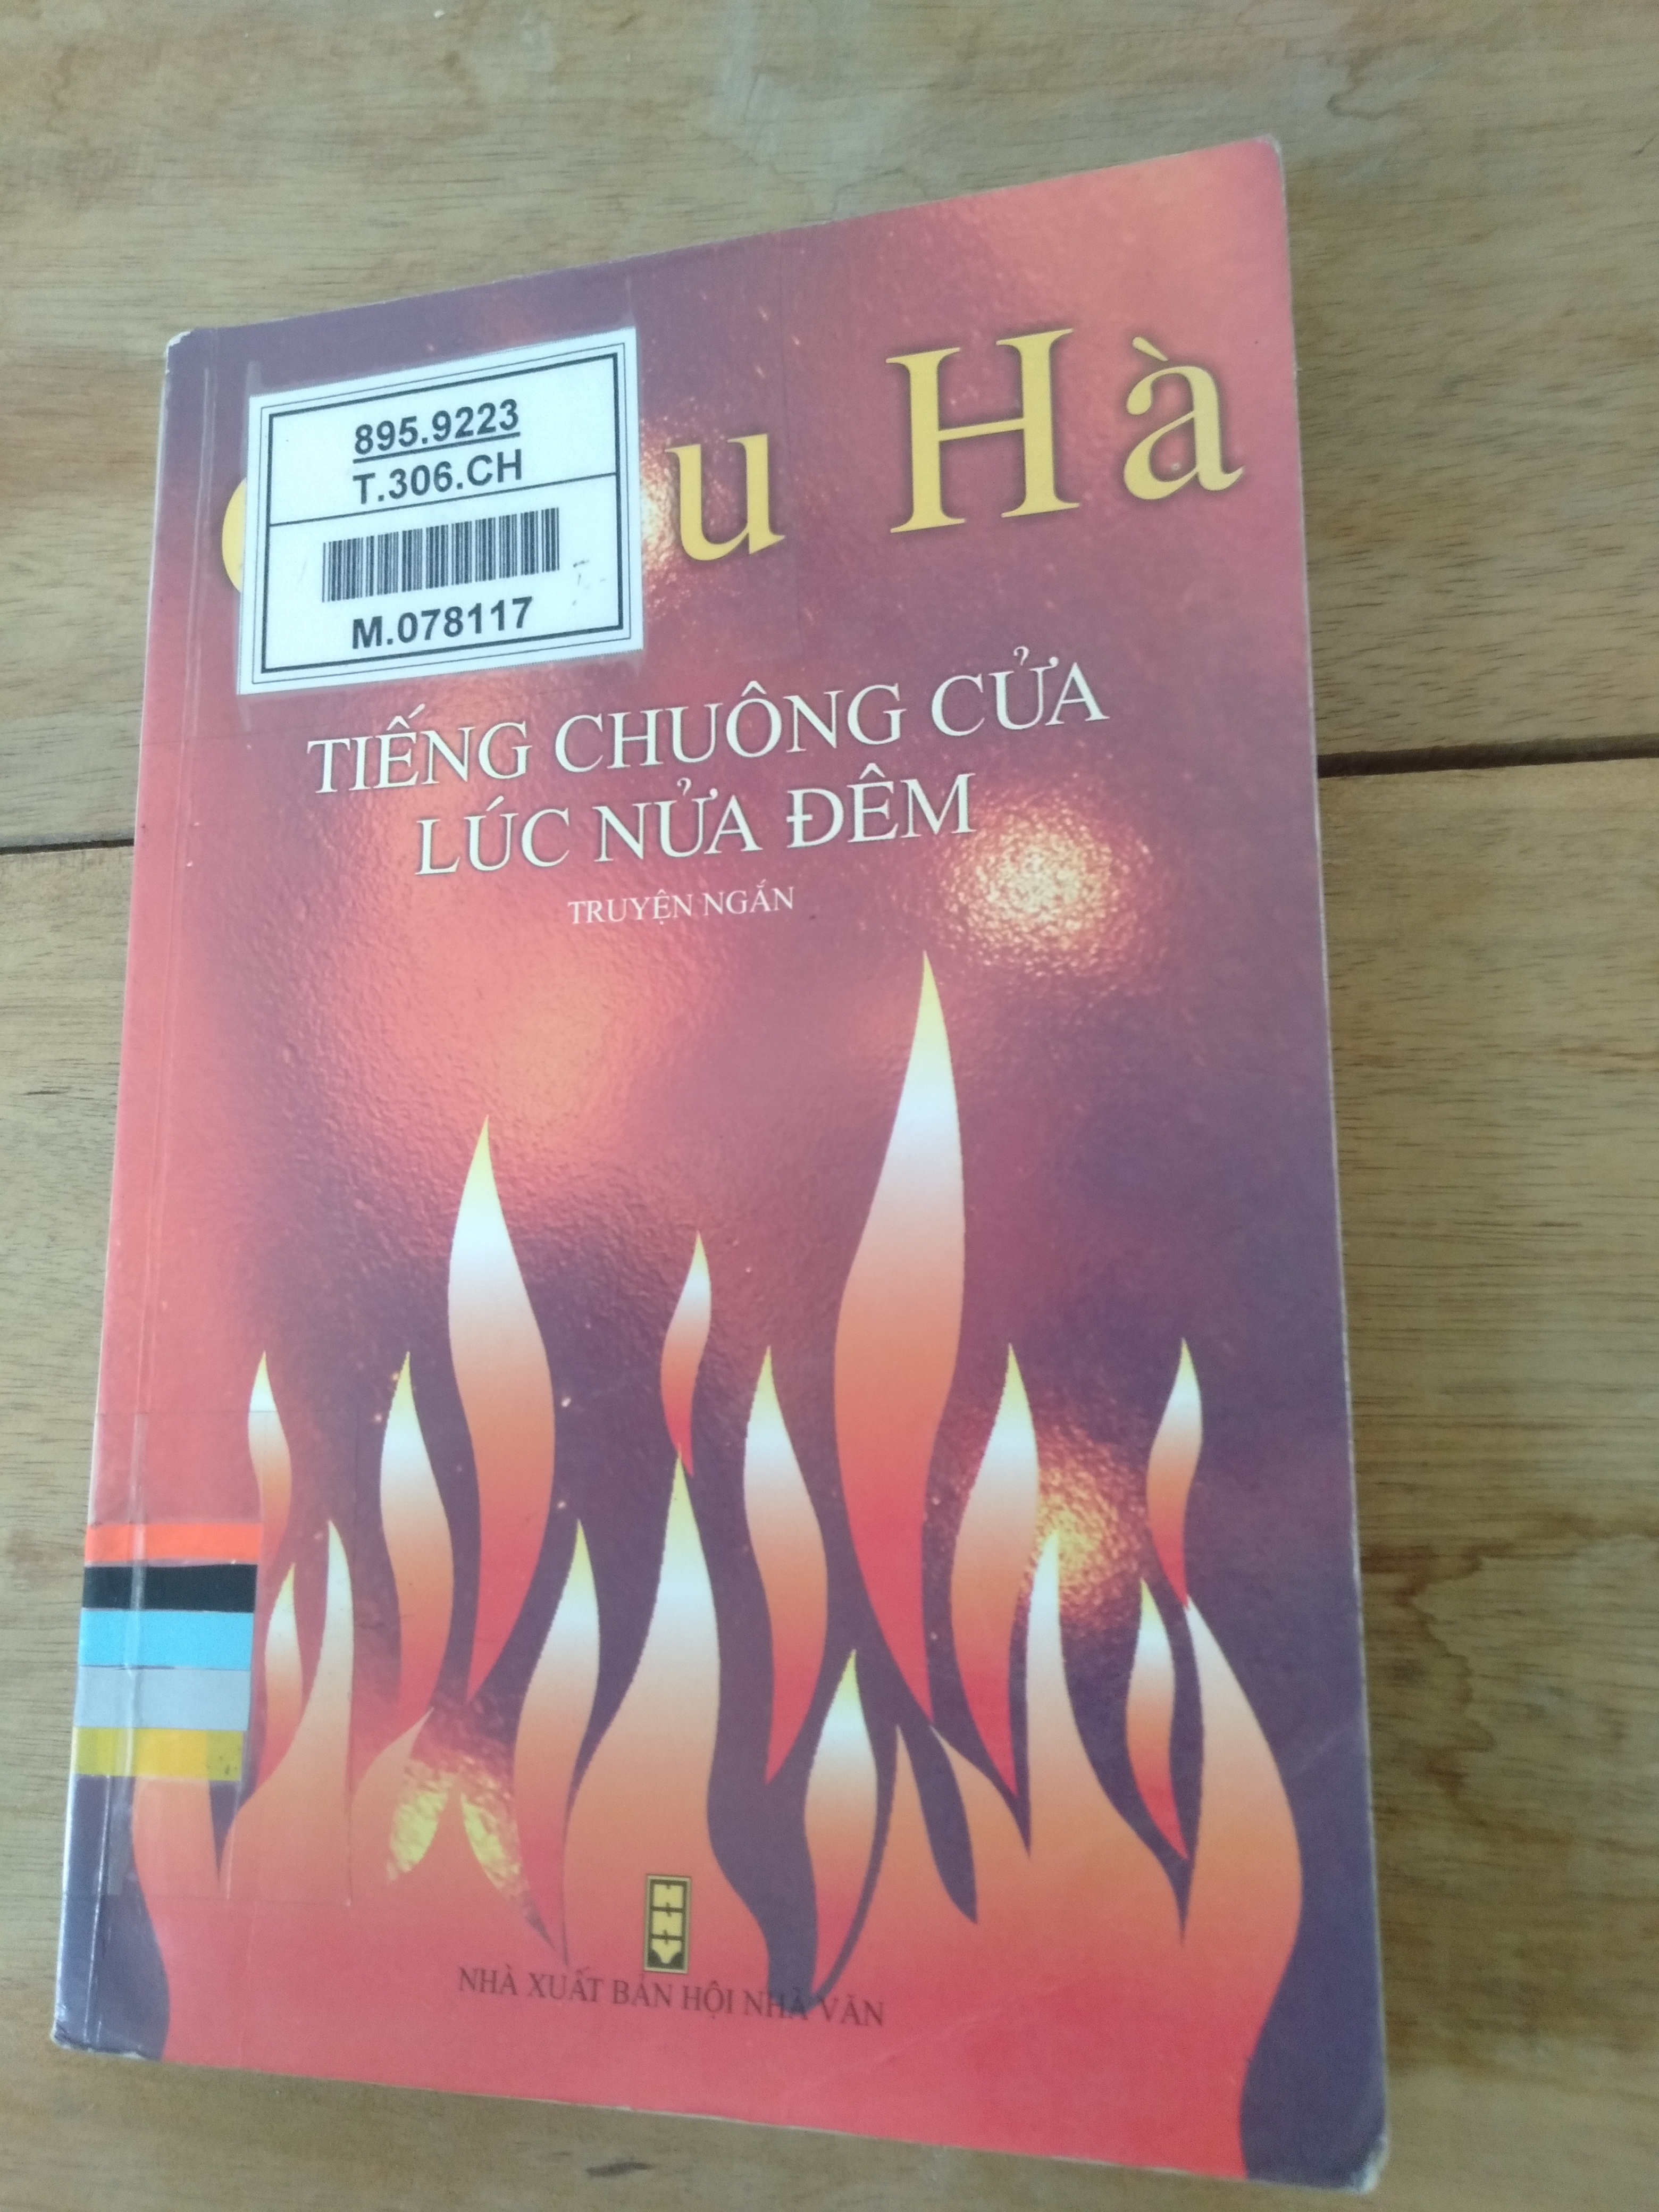 895.9223
T.306.CH
M.078117
u Hà
TIẾNG CHUÔNG CỬA
LÚC NỬA ĐÊM
TRUYỆN NGẮN
NHÀ XUẤT BẢN HỘI NHÀ VĂN